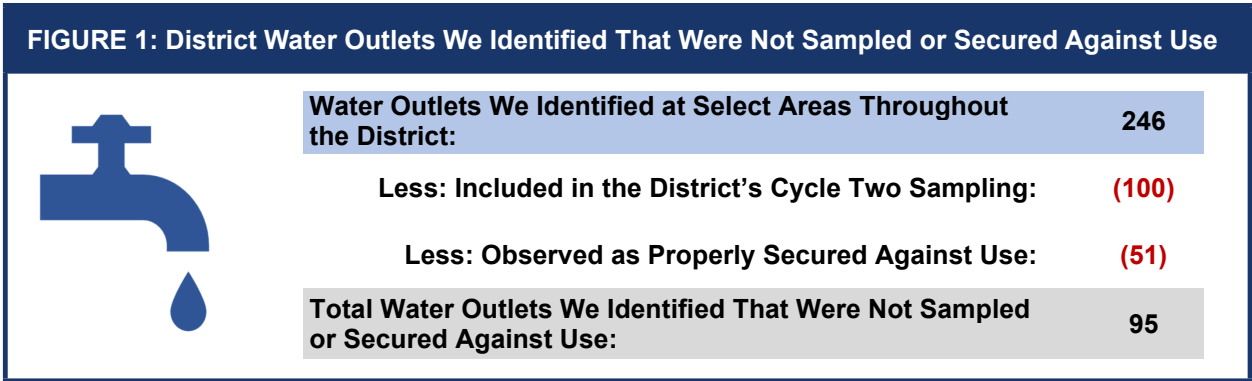 FIGURE 1: District Water Outlets We Identified That Were Not Sampled or Secured Against Use
Water Outlets We Identified at Select Areas Throughout
the District:
246
Less: Included in the District’s Cycle Two Sampling:
(100)
Less: Observed as Properly Secured Against Use:
(51)
Total Water Outlets We Identified That Were Not Sampled
or Secured Against Use:
95